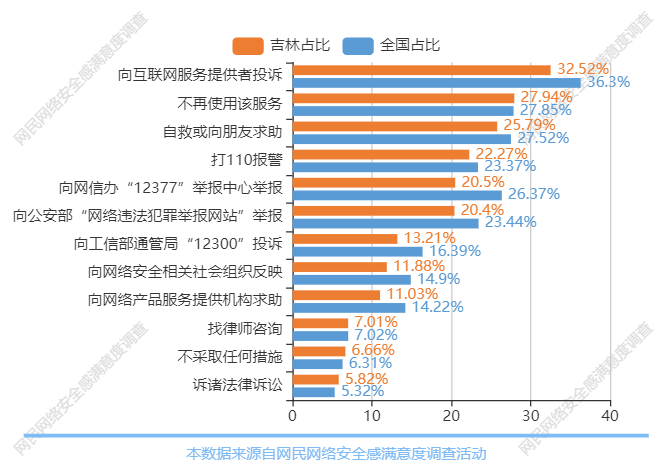 吉林占比 全国占比
向互联网服务提供者投诉 32.52% 36.3%
不再使用该服务 27.94% 27.85%
自救或向朋友求助 25.79% 27.52%
打110报警 22.27% 23.37%
向网信办“12377”举报中心举报 20.5% 26.37%
向公安部“网络违法犯罪举报网站”举报 20.4% 23.44%
向工信部通管局“12300”投诉 13.21% 16.39%
向网络安全相关社会组织反映 11.88% 14.9%
向网络产品服务提供机构求助 11.03% 14.22%
找律师咨询 7.01% 7.02%
不采取任何措施 6.66% 6.31%
诉诸法律诉讼 5.82% 5.32%
0 10 20 30 40
本数据来源自网民网络安全感满意度调查活动
网民网络安全感满意度调查
网民网络安全感满意度调查
网民网络安全感满意度调查
网民网络安全感满意度调查